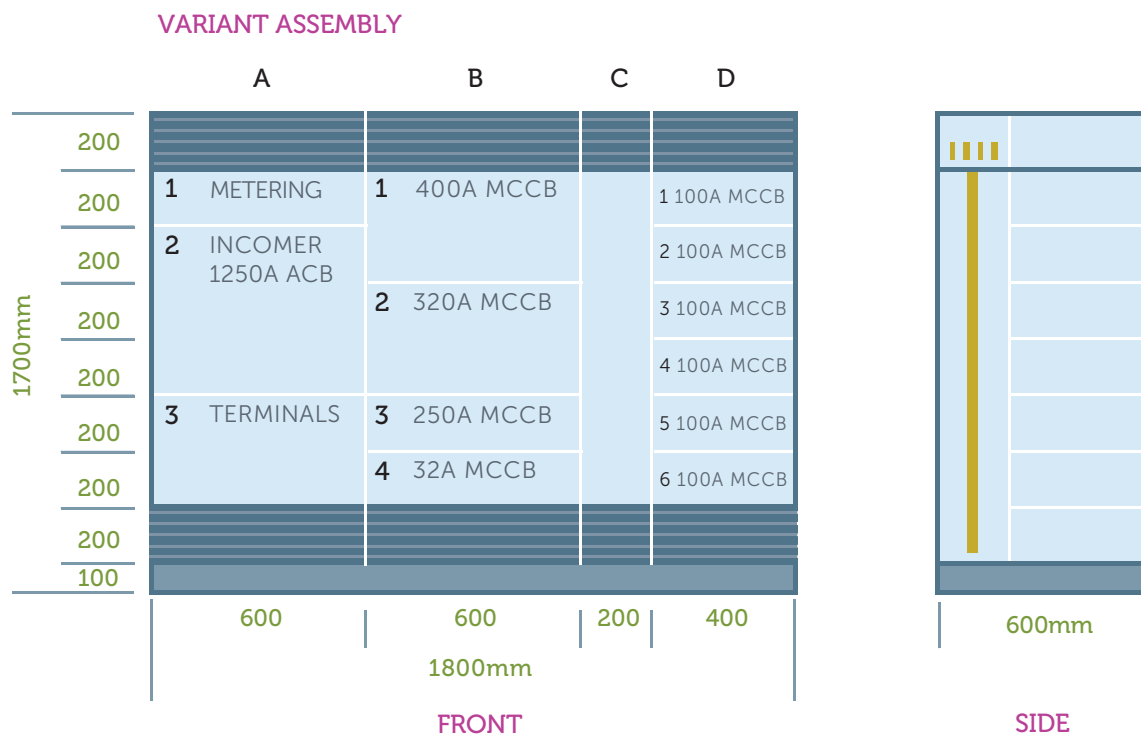 VARIANT ASSEMBLY
A B C D
200
200
200
200
200
200
200
200
100
1700mm
1 METERING
2 INCOMER
1250A ACB
3 TERMINALS
1 400A MCCB
2 320A MCCB
3 250A MCCB
4 32A MCCB
1 100A MCCB
2 100A MCCB
3 100A MCCB
4 100A MCCB
5 100A MCCB
6 100A MCCB
600 600 200 400
1800mm
FRONT
600mm
SIDE